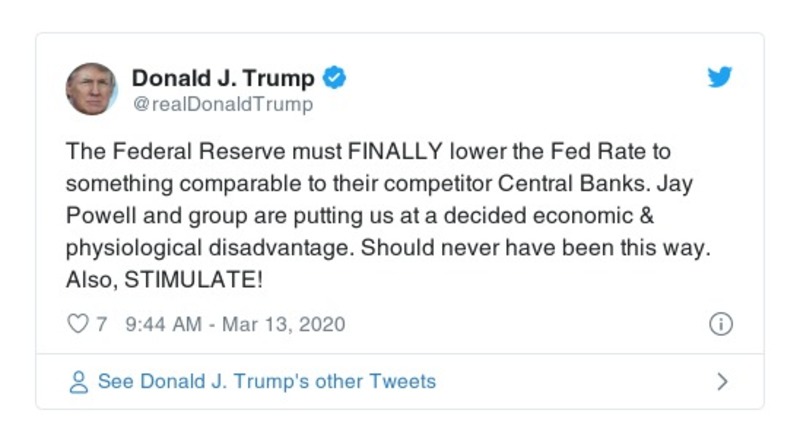 Donald J. Trump
@realDonaldTrump
The Federal Reserve must FINALLY lower the Fed Rate to
something comparable to their competitor Central Banks. Jay
Powell and group are putting us at a decided economic &
physiological disadvantage. Should never have been this way.
Also, STIMULATE!
7 9:44 AM - Mar 13, 2020
See Donald J. Trump's other Tweets